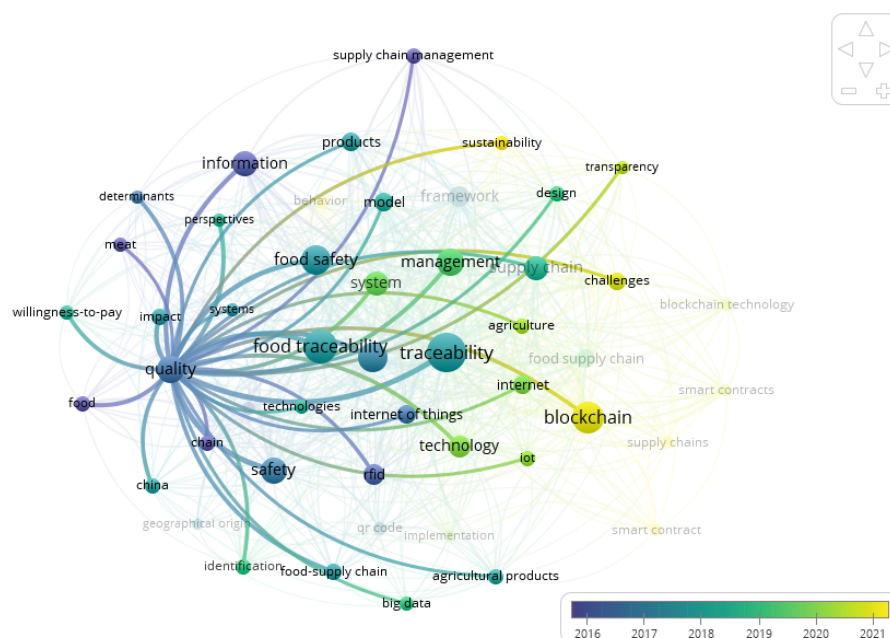 supply chain management
products
sustainability
information
transparency
determinants
behavior
framework
design
model
perspectives
meat
food safety
management
supply chain
system
challenges
blockchain technology
willingness-to-pay
impact
systems
agriculture
food traceability
traceability
food supply chain
quality
internet
smart contracts
food
technologies
internet of things
blockchain
chain
technology
supply chains
safety
rfid
iot
china
geographical origin
qr code
implementation
smart contract
identification
food-supply chain
agricultural products
big data
2016 2017 2018 2019 2020 2021